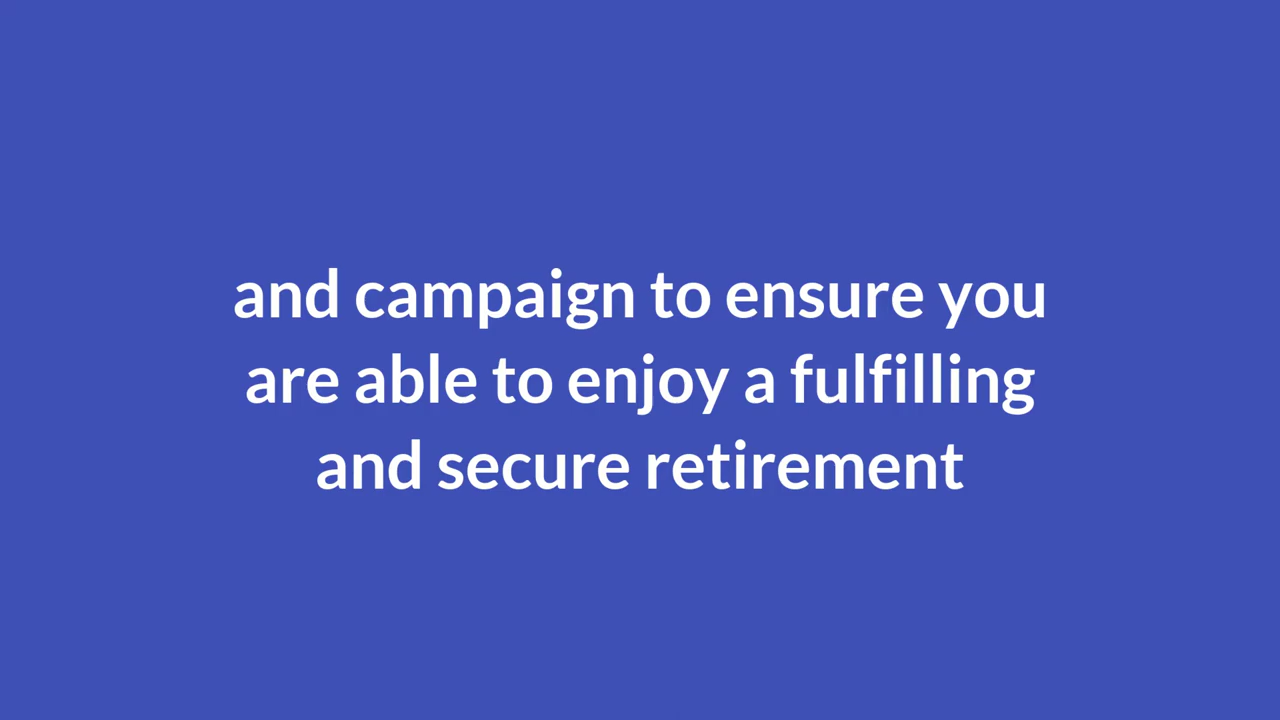 and campaign to ensure you
are able to enjoy a fulfilling
and secure retirement